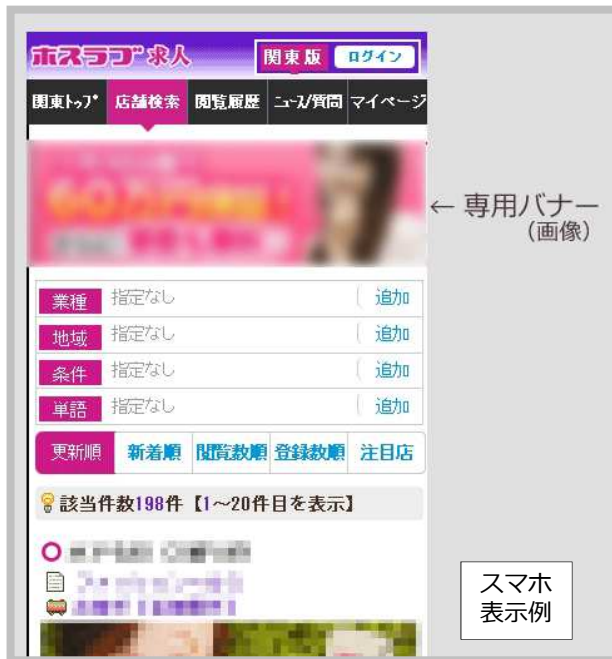 ホスラブ求人 関東版 ログイン
関東トップ 店舗検索 閲覧履歴 ニュース/質問 マイページ
← 専用バナー
(画像)
業種 指定なし 追加
地域 指定なし 追加
条件 指定なし 追加
単語 指定なし 追加
更新順 新着順 閲覧数順 登録数順 注目店
該当件数198件【1～20件目を表示】
スマホ
表示例